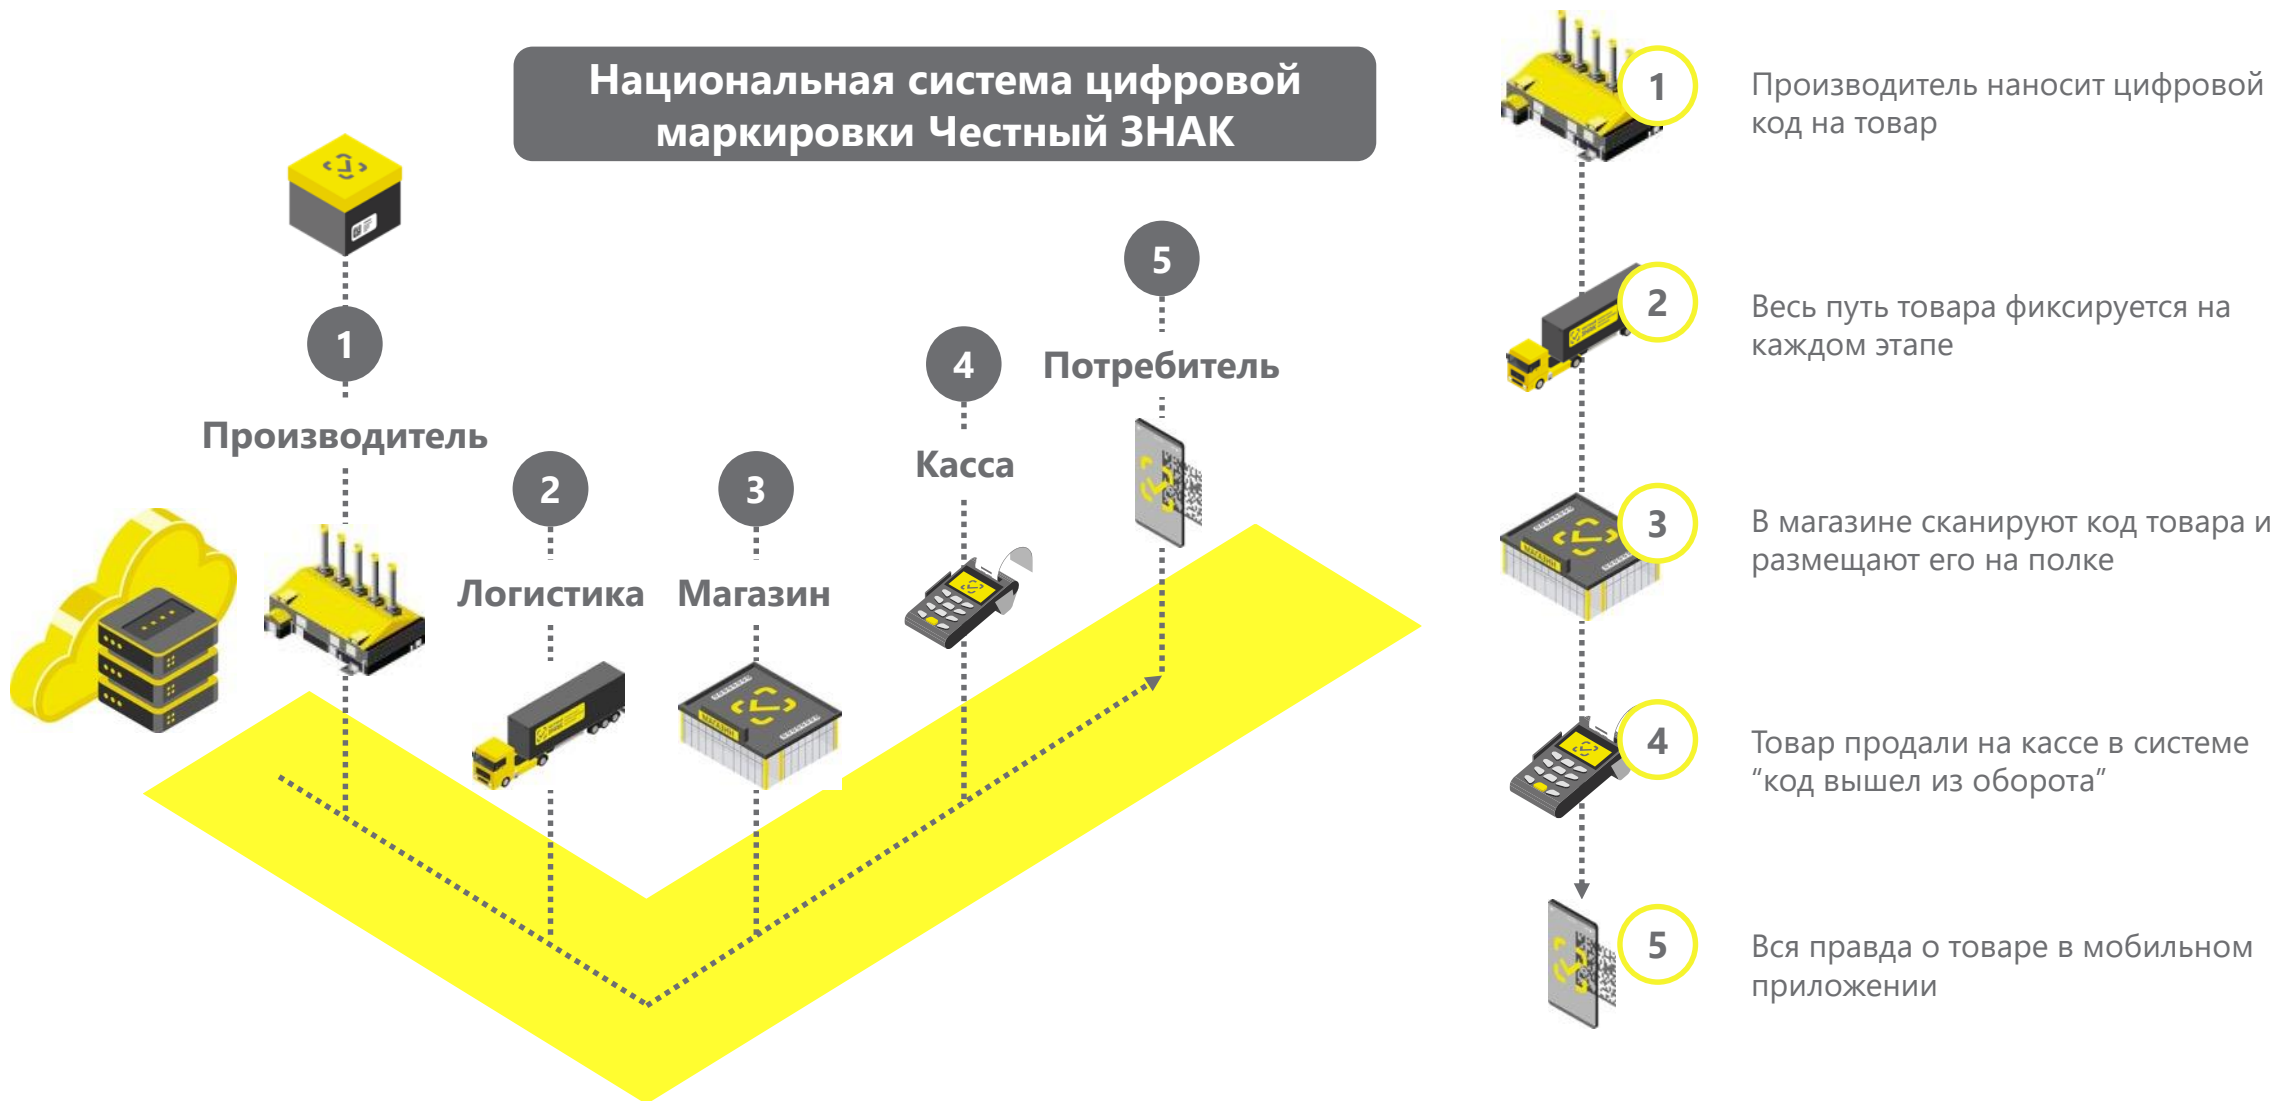 Национальная система цифровой
маркировки Честный ЗНАК
1
Производитель
2
Логистика
3
Магазин
МАГАЗИН
4
Касса
5
Потребитель
1
Производитель наносит цифровой
код на товар
2
Весь путь товара фиксируется на
каждом этапе
3
В магазине сканируют код товара и
размещают его на полке
МАГАЗИН
4
Товар продали на кассе в системе
“код вышел из оборота”
5
Вся правда о товаре в мобильном
приложении